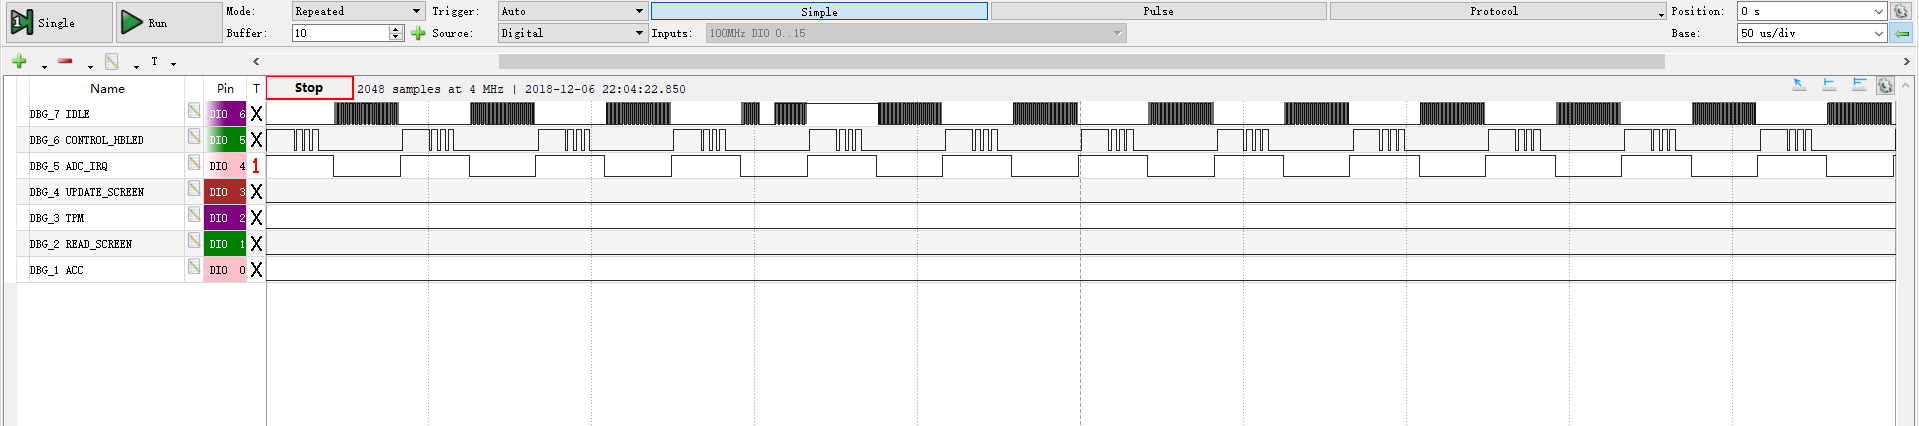 Single Run Mode: Repeated Trigger: Auto Simple Pulse Protocol Position: 0 s
Buffer: 10 Source: Digital Inputs: 100MHz DIO 0..15 Base: 50 us/div
T
Name Pin T Stop 2048 samples at 4 MHz | 2018-12-06 22:04:22.850
DBG_7 IDLE DIO 6 X
DBG_6 CONTROL_HBLED DIO 5 X
DBG_5 ADC_IRQ DIO 4 1
DBG_4 UPDATE_SCREEN DIO 3 X
DBG_3 TPM DIO 2 X
DBG_2 READ_SCREEN DIO 1 X
DBG_1 ACC DIO 0 X